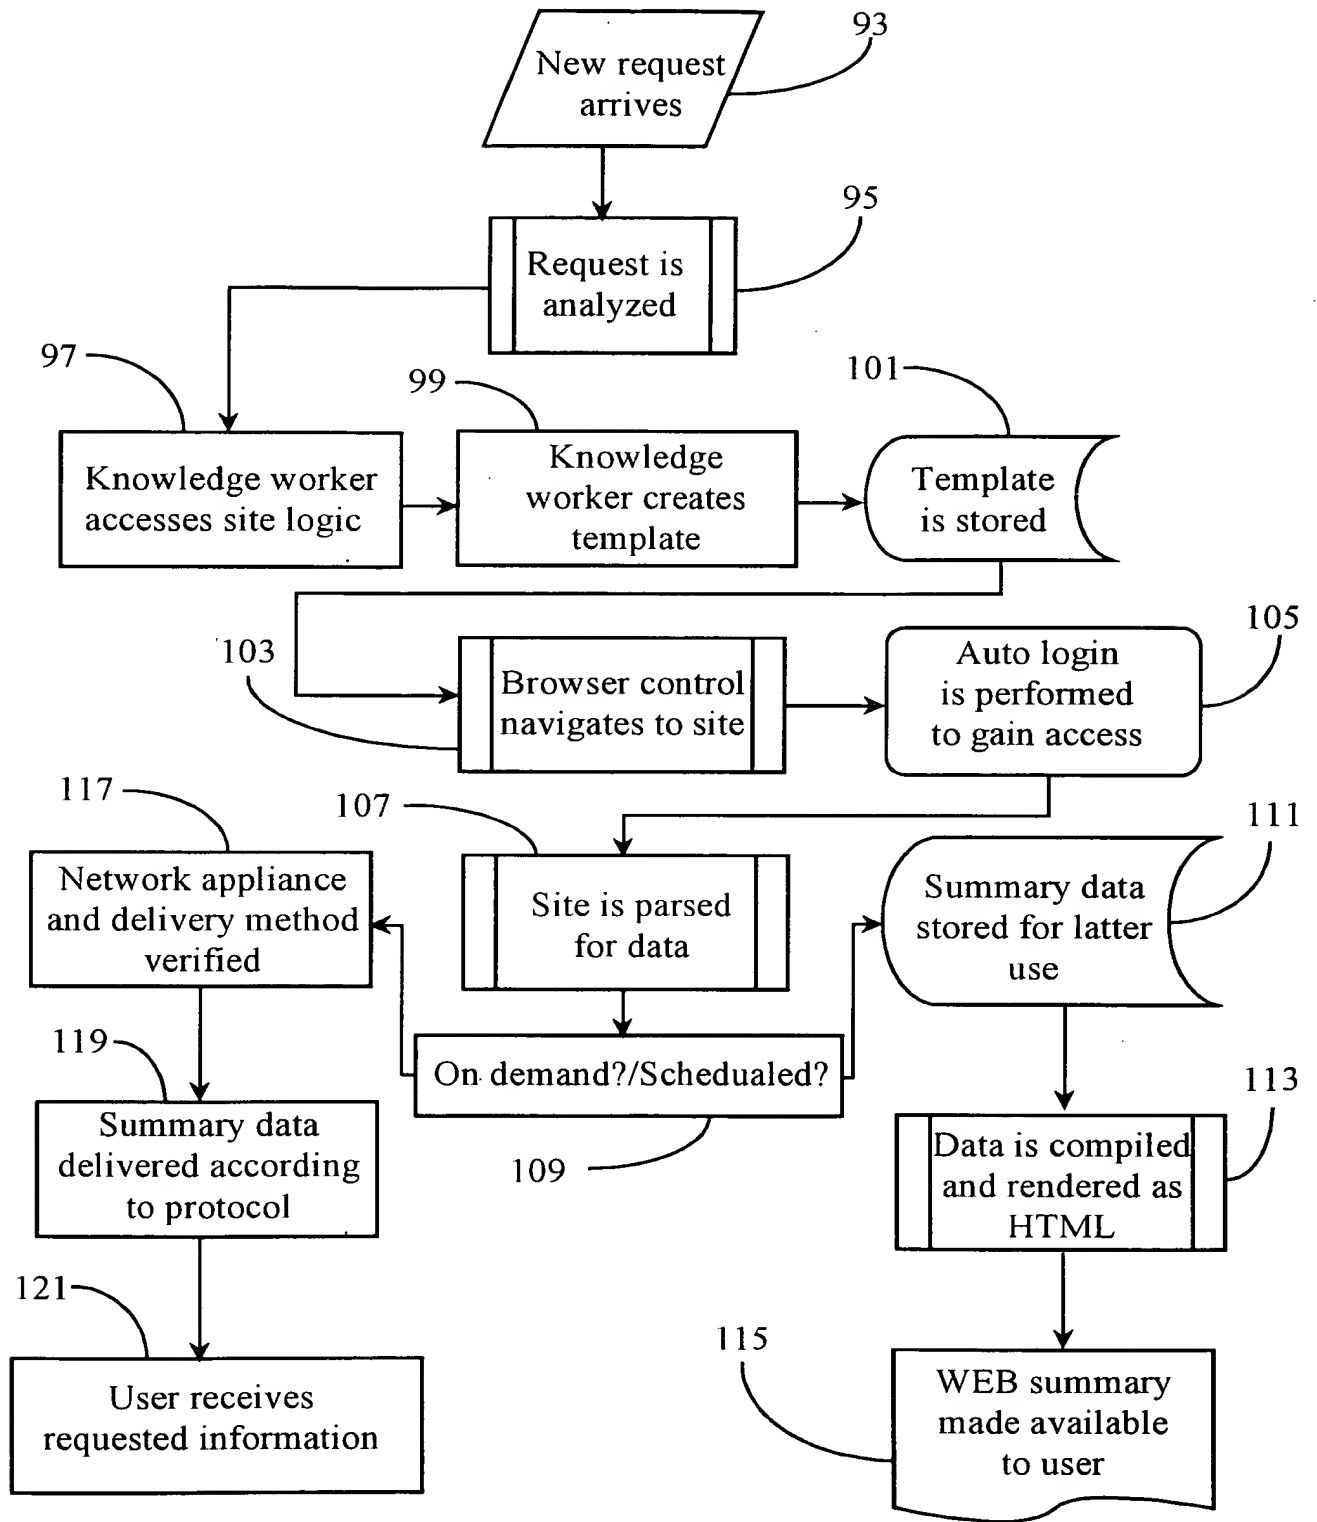 93
New request
arrives
95
Request is
analyzed
97
Knowledge worker
accesses site logic
99
Knowledge
worker creates
template
101
Template
is stored
103
Browser control
navigates to site
105
Auto login
is performed
to gain access
107
Site is parsed
for data
109
On demand?/Schedualed?
111
Summary data
stored for latter
use
113
Data is compiled
and rendered as
HTML
115
WEB summary
made available
to user
117
Network appliance
and delivery method
verified
119
Summary data
delivered according
to protocol
121
User receives
requested information